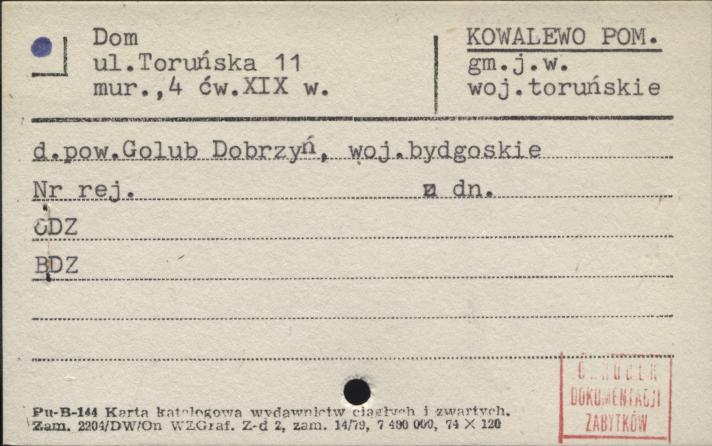 Dom
ul.Toruńska 11
mur.,4 ćw.XIX w.
KOWALEWO POM.
gm.j.w.
woj.toruńskie
d.pow.Golub Dobrzyń, woj.bydgoskie
Nr rej. z dn.
ODZ
BDZ
Pu-B-144 Karta katalogowa wydawnictw ciągłych i zwartych.
Zam. 2204/DW/On WZGraf. Z-d 2, zam. 14/79, 7 480 000, 74 × 120
OŚRODEK
DOKUMENTACJI
ZABYTKÓW